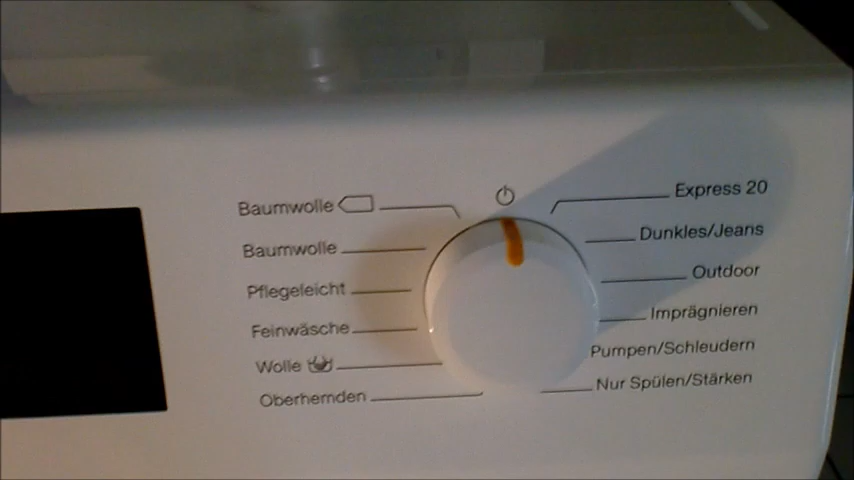 Baumwolle
Baumwolle
Pflegeleicht
Feinwäsche
Wolle
Oberhemden
Express 20
Dunkles/Jeans
Outdoor
Imprägnieren
Pumpen/Schleudern
Nur Spülen/Stärken